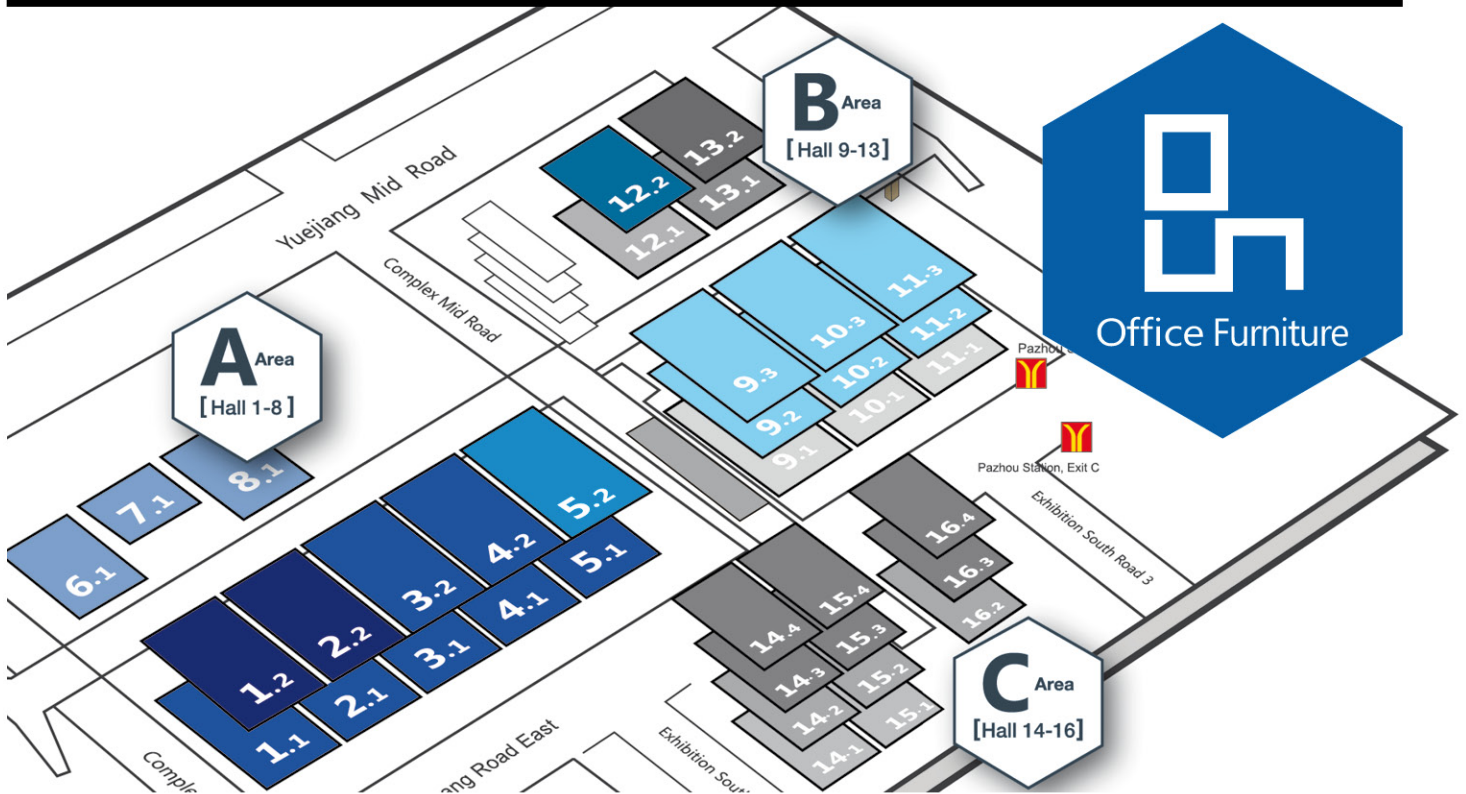 B Area
[Hall 9-13]
Office Furniture
Yuejiang Mid Road
Complex Mid Road
A Area
[Hall 1-8]
13.2
13.1
12.2
12.1
11.3
11.2
11.1
10.3
10.2
10.1
9.3
9.2
9.1
Pazhou
Pazhou Station, Exit C
Exhibition South Road 3
8.1
7.1
6.1
5.2
5.1
4.2
4.1
3.2
3.1
2.2
2.1
1.2
1.1
16.4
16.3
16.2
15.4
15.3
15.2
15.1
14.4
14.3
14.2
14.1
C Area
[Hall 14-16]
Road East
Exhibition